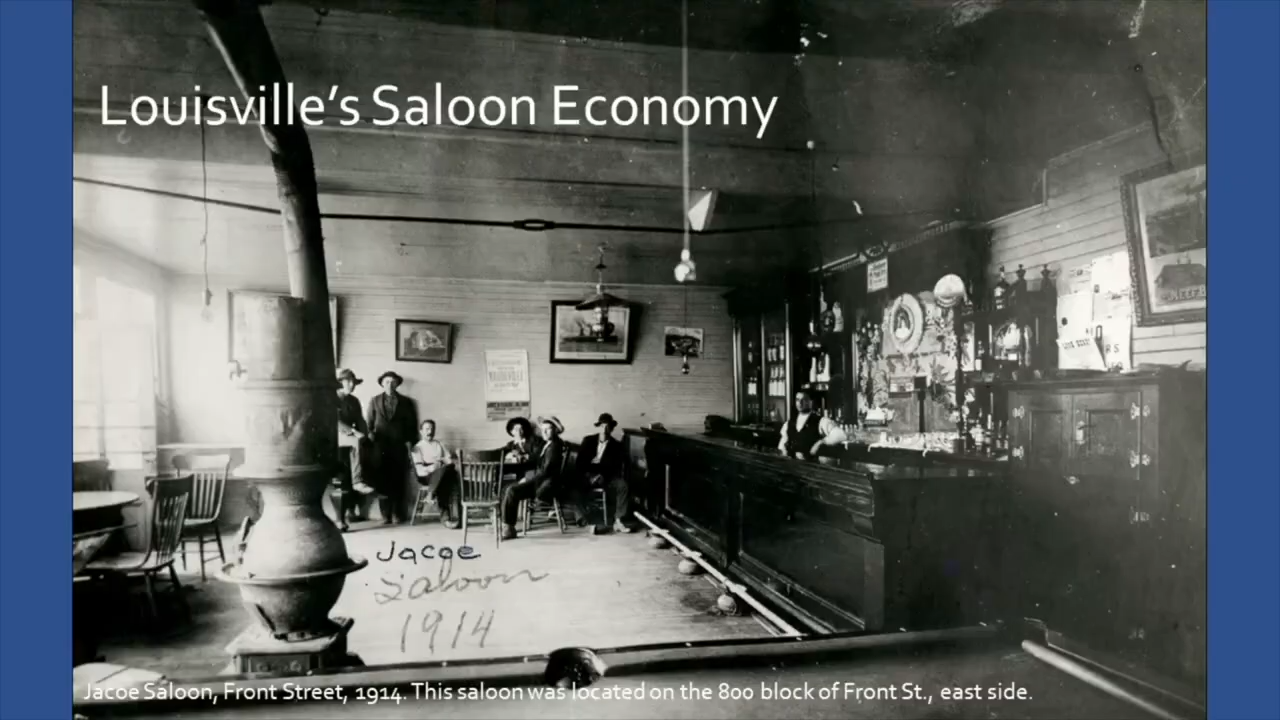 Louisville's Saloon Economy
VAUDEVILLE
Jacoe
Saloon
1914
Jacoe Saloon, Front Street, 1914. This saloon was located on the 800 block of Front St., east side.